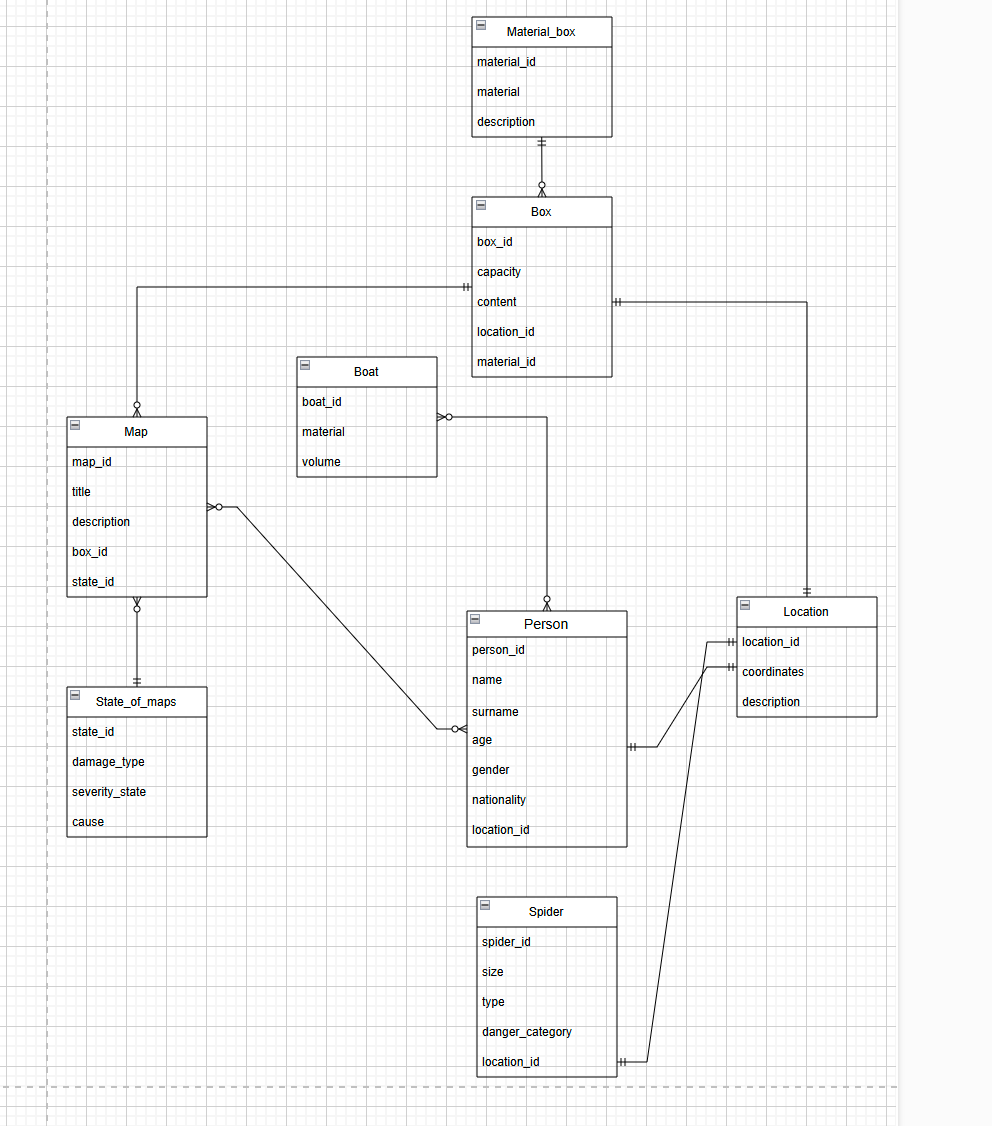 Material_box
material_id
material
description
Box
box_id
capacity
content
location_id
material_id
Boat
boat_id
material
volume
Map
map_id
title
description
box_id
state_id
Person
person_id
name
surname
age
gender
nationality
location_id
Location
location_id
coordinates
description
State_of_maps
state_id
damage_type
severity_state
cause
Spider
spider_id
size
type
danger_category
location_id